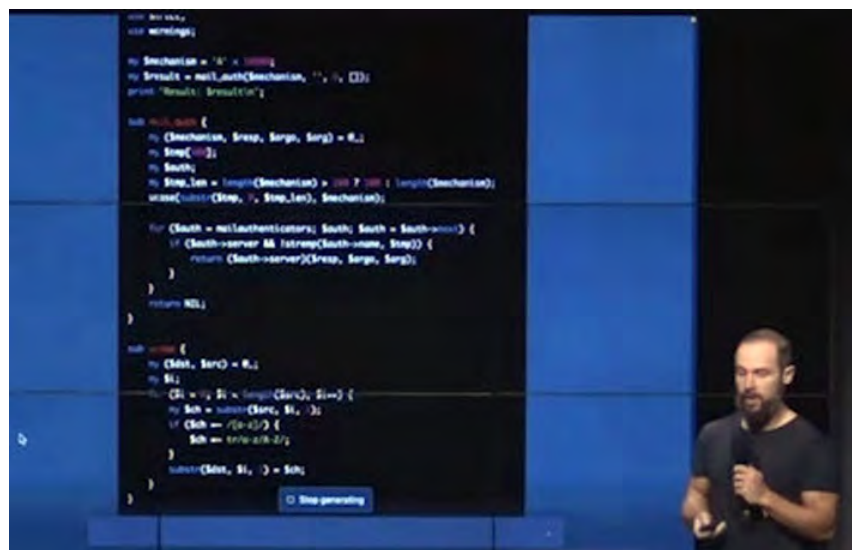 use warnings;
my $mechanism = 'A' x
my $result = mail_auth($mechanism, '', 0, []);
print "Result: $result\n";
sub mail_auth {
my ($mechanism, $resp, $argc, $arg) = @_;
my $tmp[100];
my $auth;
my $tmp_len = length($mechanism) > 100 ? 100 : length($mechanism);
ucase(substr($tmp, 0, $tmp_len), $mechanism);
for ($auth = mailauthenticators; $auth; $auth = $auth->next) {
if ($auth->server && !strcmp($auth->name, $tmp)) {
return ($auth->server)($resp, $argc, $arg);
}
}
return NIL;
}
sub ucase {
my ($dst, $src) = @_;
my $i;
for ($i = 0; $i < length($src); $i++) {
my $ch = substr($src, $i, 1);
if ($ch =~ /[a-z]/) {
$ch =~ tr/a-z/A-Z/;
}
substr($dst, $i, 1) = $ch;
}
}
Stop generating